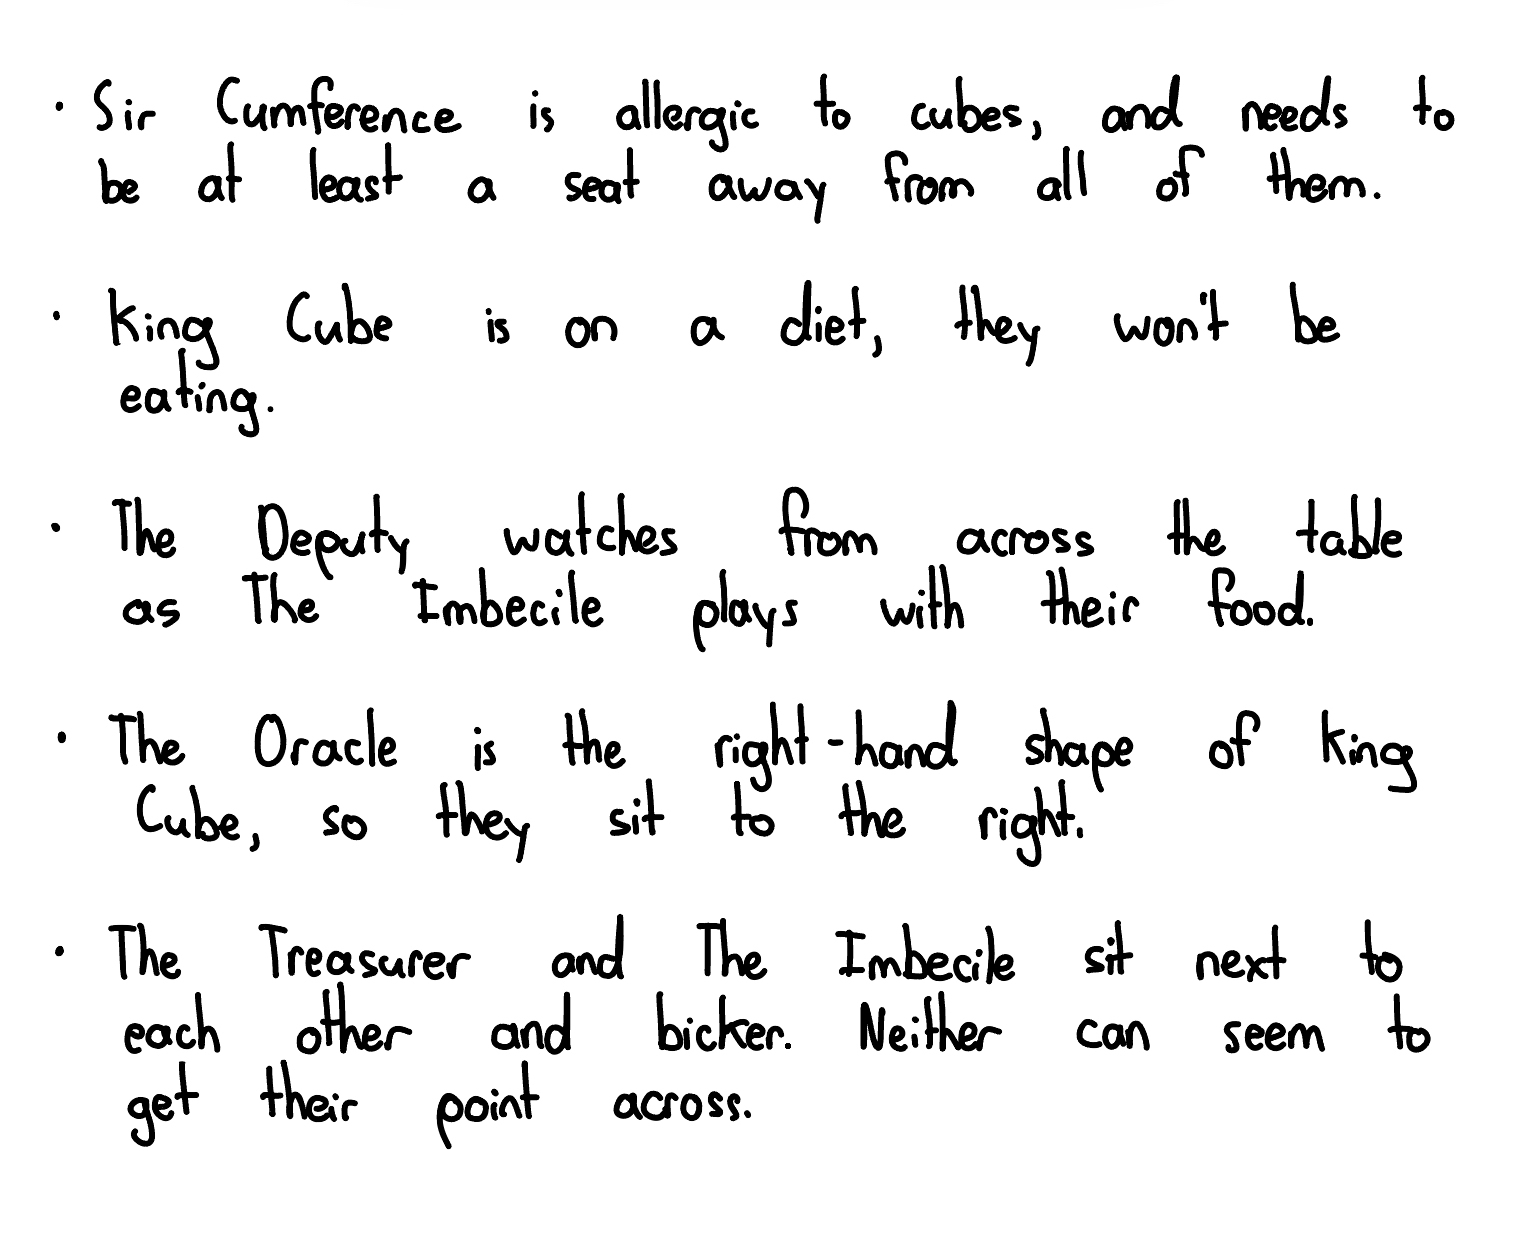 · Sir Cumference is allergic to cubes, and needs to
be at least a seat away from all of them.
· King Cube is on a diet, they won't be
eating.
· The Deputy watches from across the table
as The Imbecile plays with their food.
· The Oracle is the right-hand shape of King
Cube, so they sit to the right.
· The Treasurer and The Imbecile sit next to
each other and bicker. Neither can seem to
get their point across.